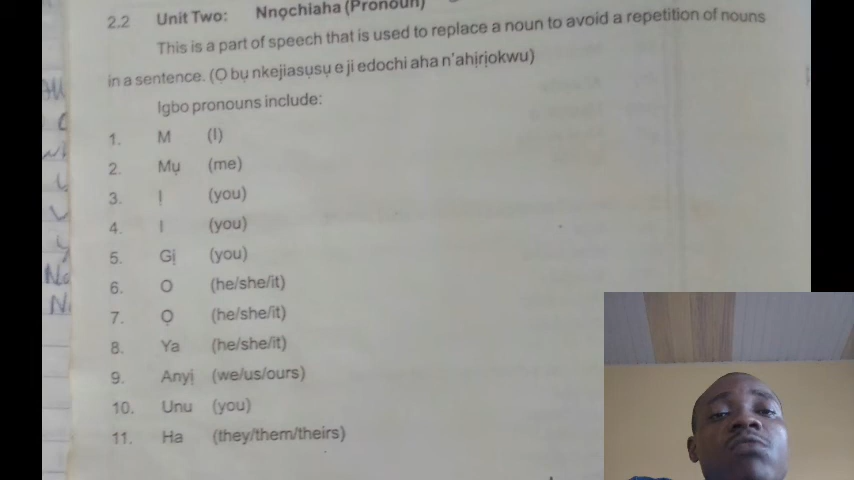 2.2 Unit Two: Nnọchiaha (Pronoun)
This is a part of speech that is used to replace a noun to avoid a repetition of nouns
in a sentence. (Ọ bụ nkejiasụsụ e ji edochi aha n'ahịrịokwu)
Igbo pronouns include:
1. M (I)
2. Mụ (me)
3. Ị (you)
4. I (you)
5. Gị (you)
6. O (he/she/it)
7. Ọ (he/she/it)
8. Ya (he/she/it)
9. Anyị (we/us/ours)
10. Unu (you)
11. Ha (they/them/theirs)